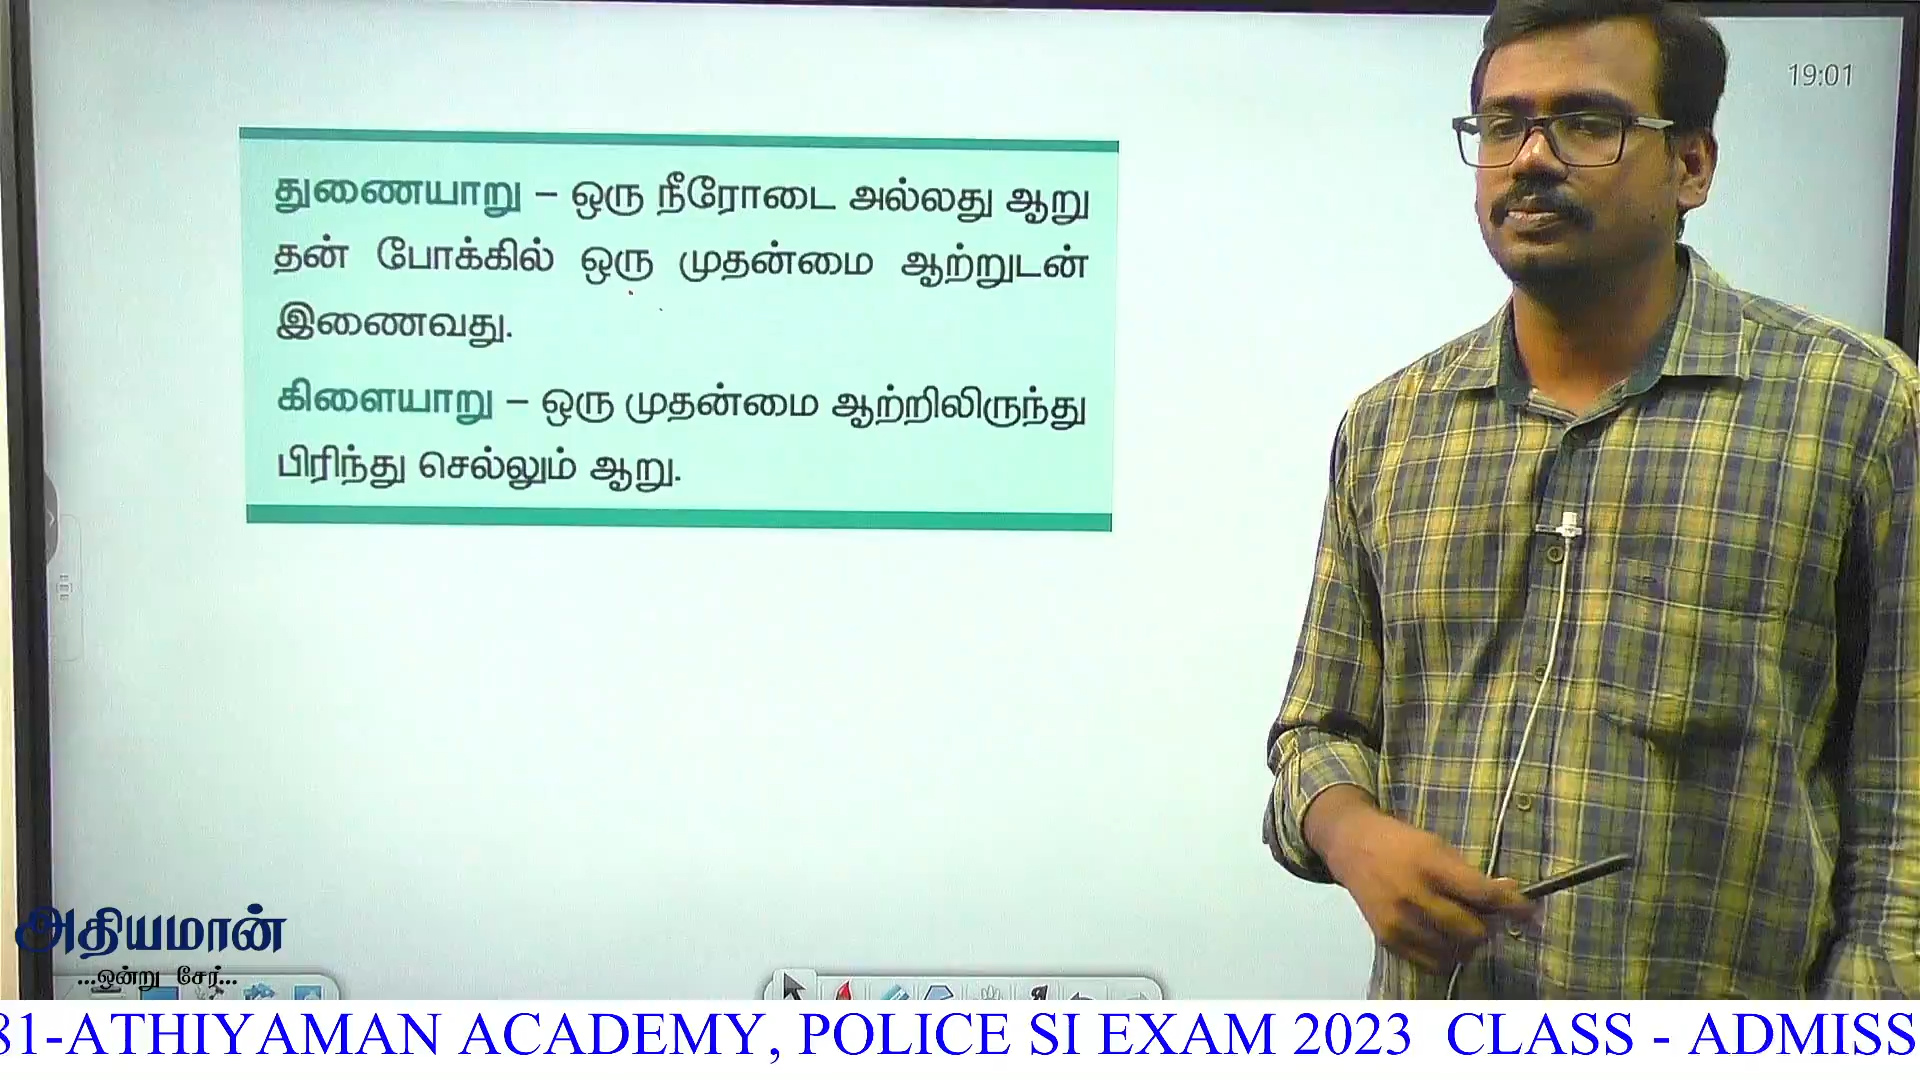 19:01
துணையாறு – ஒரு நீரோடை அல்லது ஆறு
தன் போக்கில் ஒரு முதன்மை ஆற்றுடன்
இணைவது.
கிளையாறு – ஒரு முதன்மை ஆற்றிலிருந்து
பிரிந்து செல்லும் ஆறு.
அதியமான்
...ஒன்று சேர்...
81-ATHIYAMAN ACADEMY, POLICE SI EXAM 2023 CLASS - ADMISS